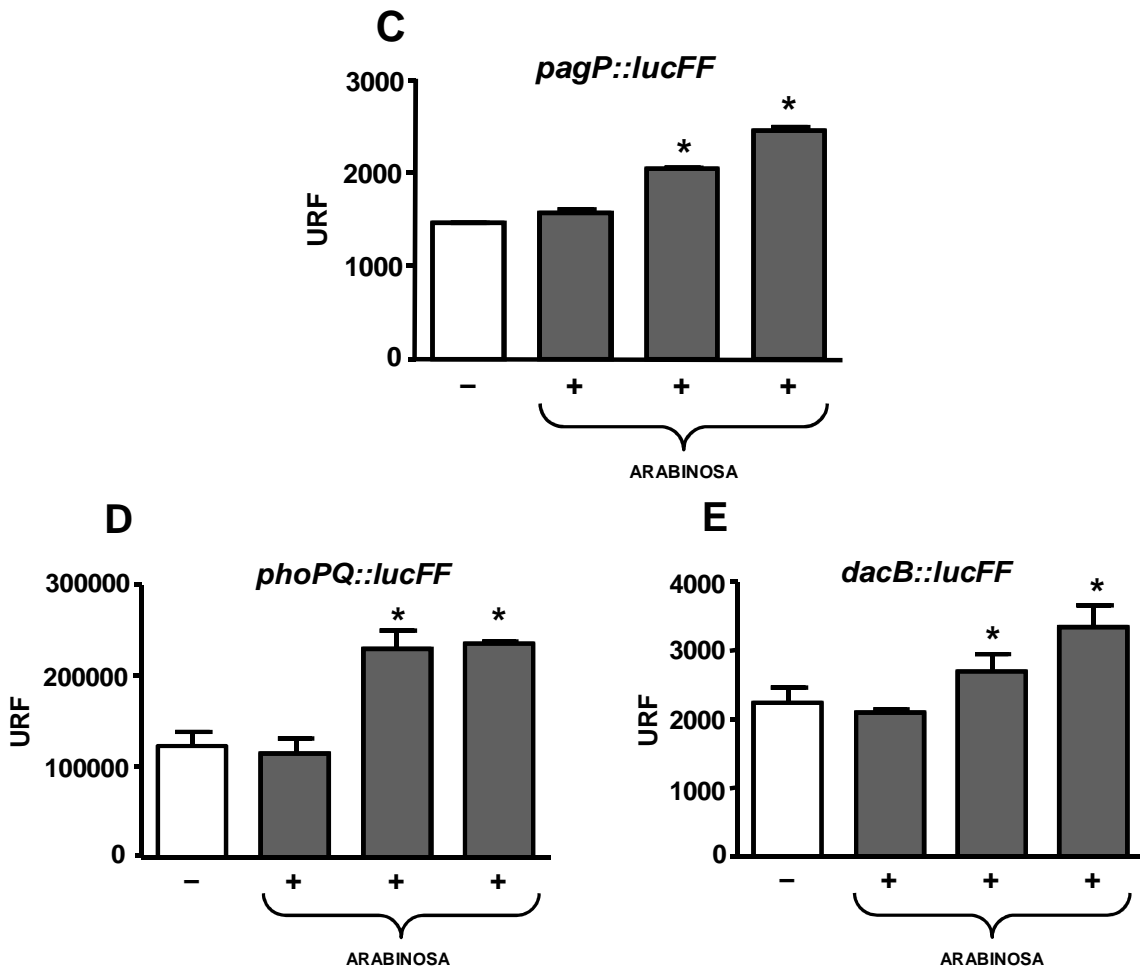 C
pagP::lucFF
3000
2000
1000
0
URF
*
*
– + + +
ARABINOSA
D
phoPQ::lucFF
300000
200000
100000
0
URF
* *
– + + +
ARABINOSA
E
dacB::lucFF
4000
3000
2000
1000
0
URF
*
*
– + + +
ARABINOSA